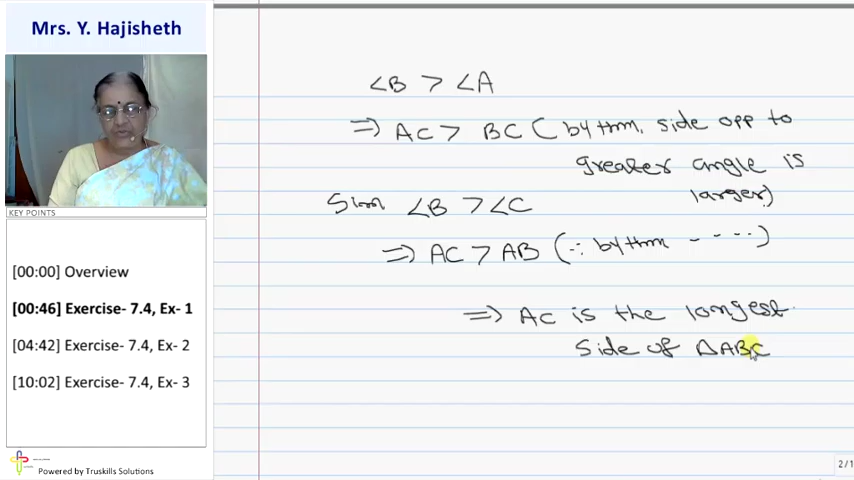 Mrs. Y. Hajisheth
KEY POINTS
[00:00] Overview
[00:46] Exercise- 7.4, Ex- 1
[04:42] Exercise- 7.4, Ex- 2
[10:02] Exercise- 7.4, Ex- 3
Powered by Truskills Solutions
∠B > ∠A
⇒ AC > BC ( by thm. side opp to
greater angle is
larger)
Sim ∠B > ∠C
⇒ AC > AB (∵ by thm - - - -)
⇒ AC is the longest
side of △ABC
2/1